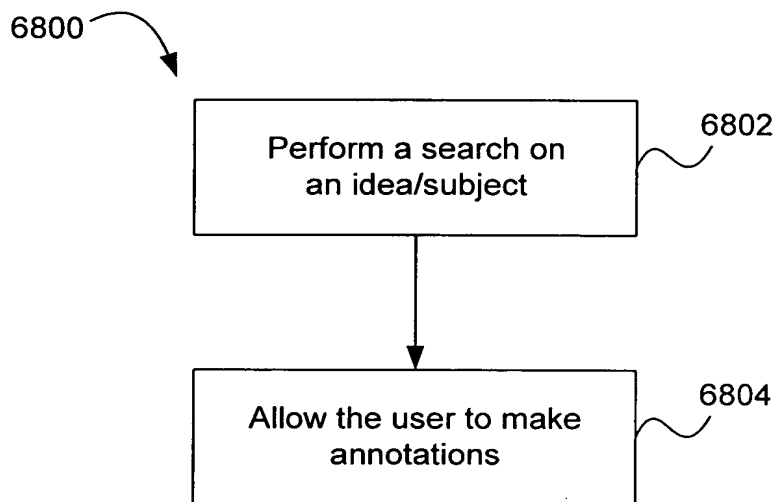 6800
6802
Perform a search on
an idea/subject
6804
Allow the user to make
annotations